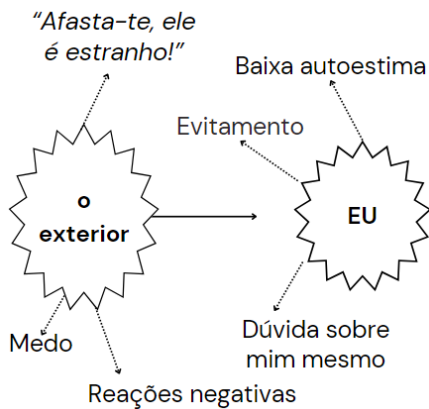 “Afasta-te, ele
é estranho!”
Baixa autoestima
Evitamento
o
exterior
EU
Medo
Dúvida sobre
mim mesmo
Reações negativas